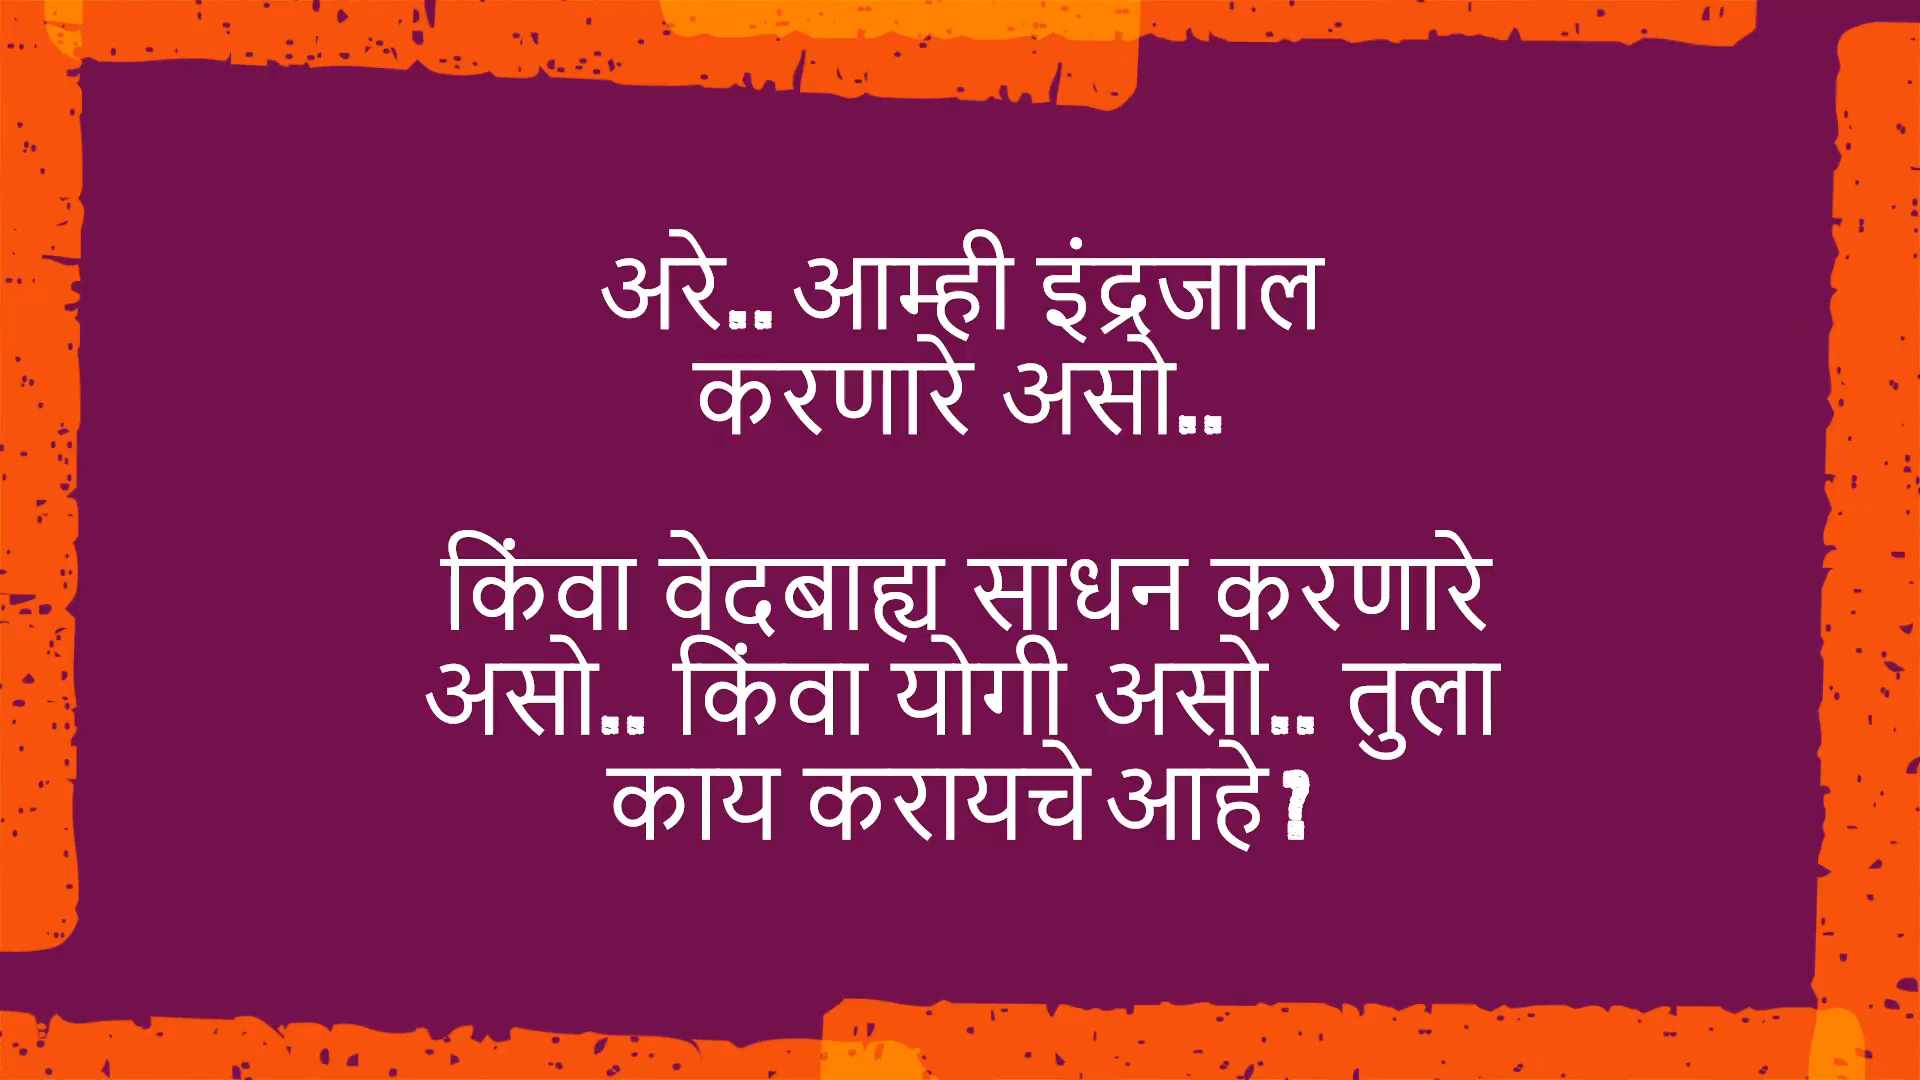 अरे.. आम्ही इंद्रजाल
करणारे असो..
किंवा वेदबाह्य साधन करणारे
असो.. किंवा योगी असो.. तुला
काय करायचे आहे?